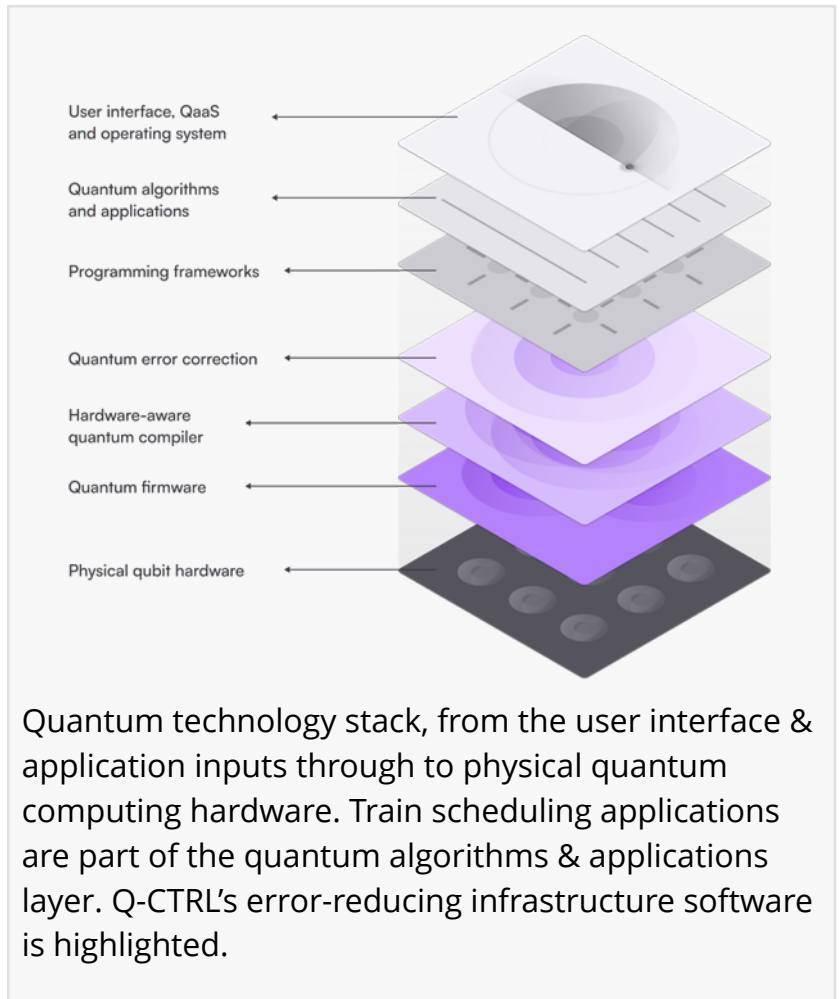 User interface, QaaS
and operating system
Quantum algorithms
and applications
Programming frameworks
Quantum error correction
Hardware-aware
quantum compiler
Quantum firmware
Physical qubit hardware
Quantum technology stack, from the user interface &
application inputs through to physical quantum
computing hardware. Train scheduling applications
are part of the quantum algorithms & applications
layer. Q-CTRL’s error-reducing infrastructure software
is highlighted.